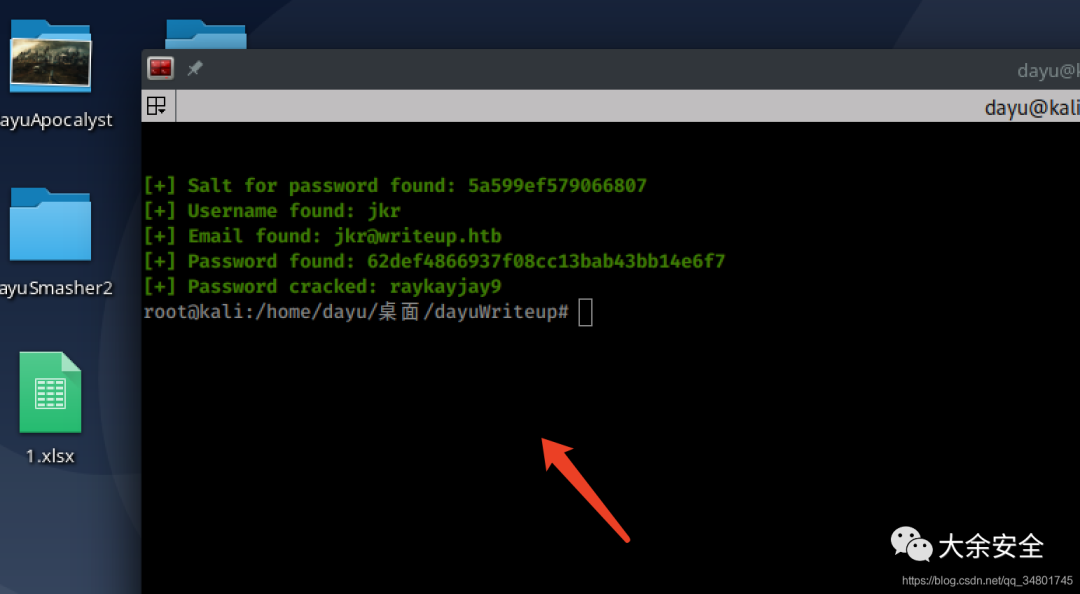 dayu@k
dayu@kali
ayuApocalyst
[+] Salt for password found: 5a599ef579066807
[+] Username found: jkr
[+] Email found: jkr@writeup.htb
[+] Password found: 62def4866937f08cc13bab43bb14e6f7
[+] Password cracked: raykayjay9
root@kali:/home/dayu/桌面/dayuWriteup#
ayuSmasher2
1.xlsx
大余安全
https://blog.csdn.net/qq_34801745